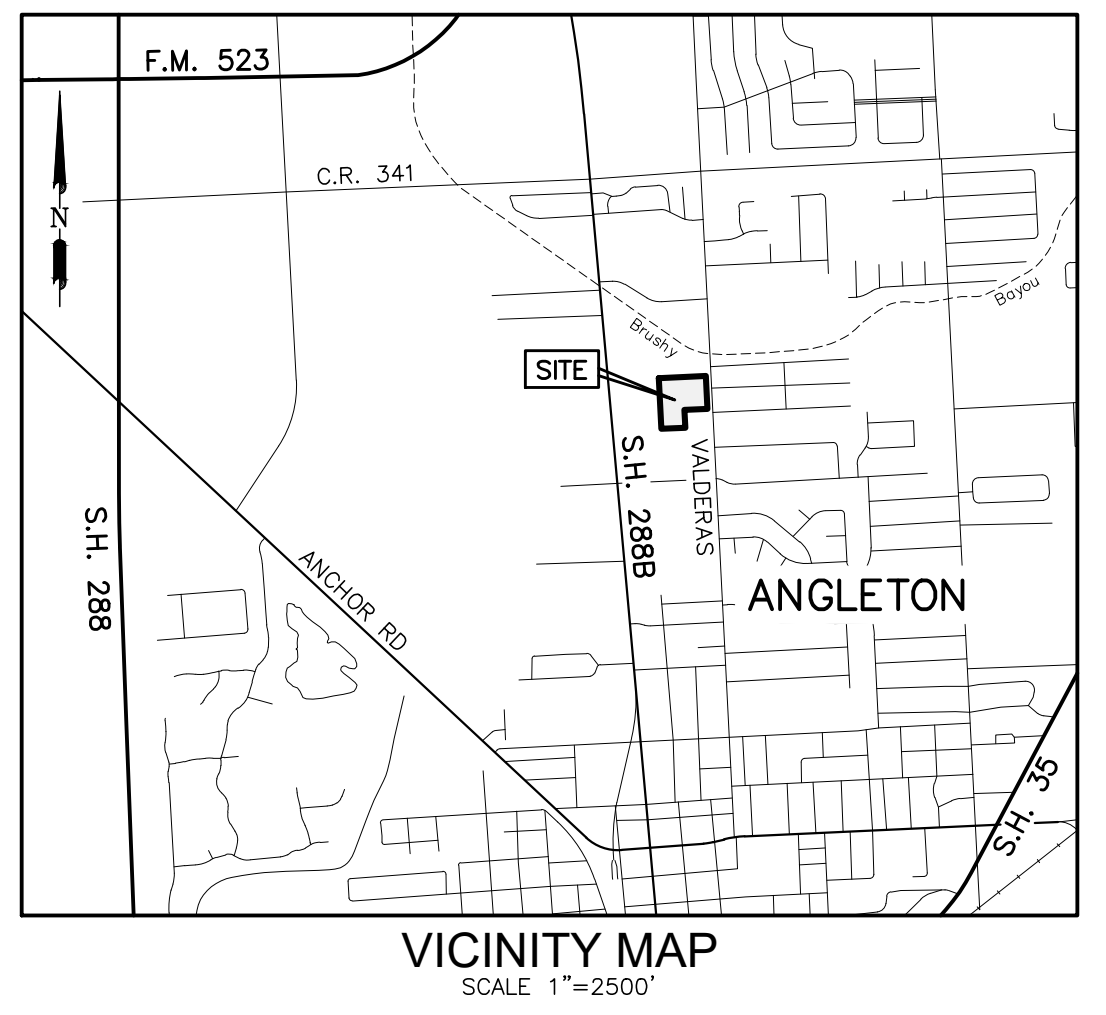 F.M. 523
C.R. 341
N
Bayou
Brushy
SITE
S.H. 288B
VALDERAS
S.H. 288
ANCHOR RD
ANGLETON
S.H. 35
VICINITY MAP
SCALE 1"=2500'